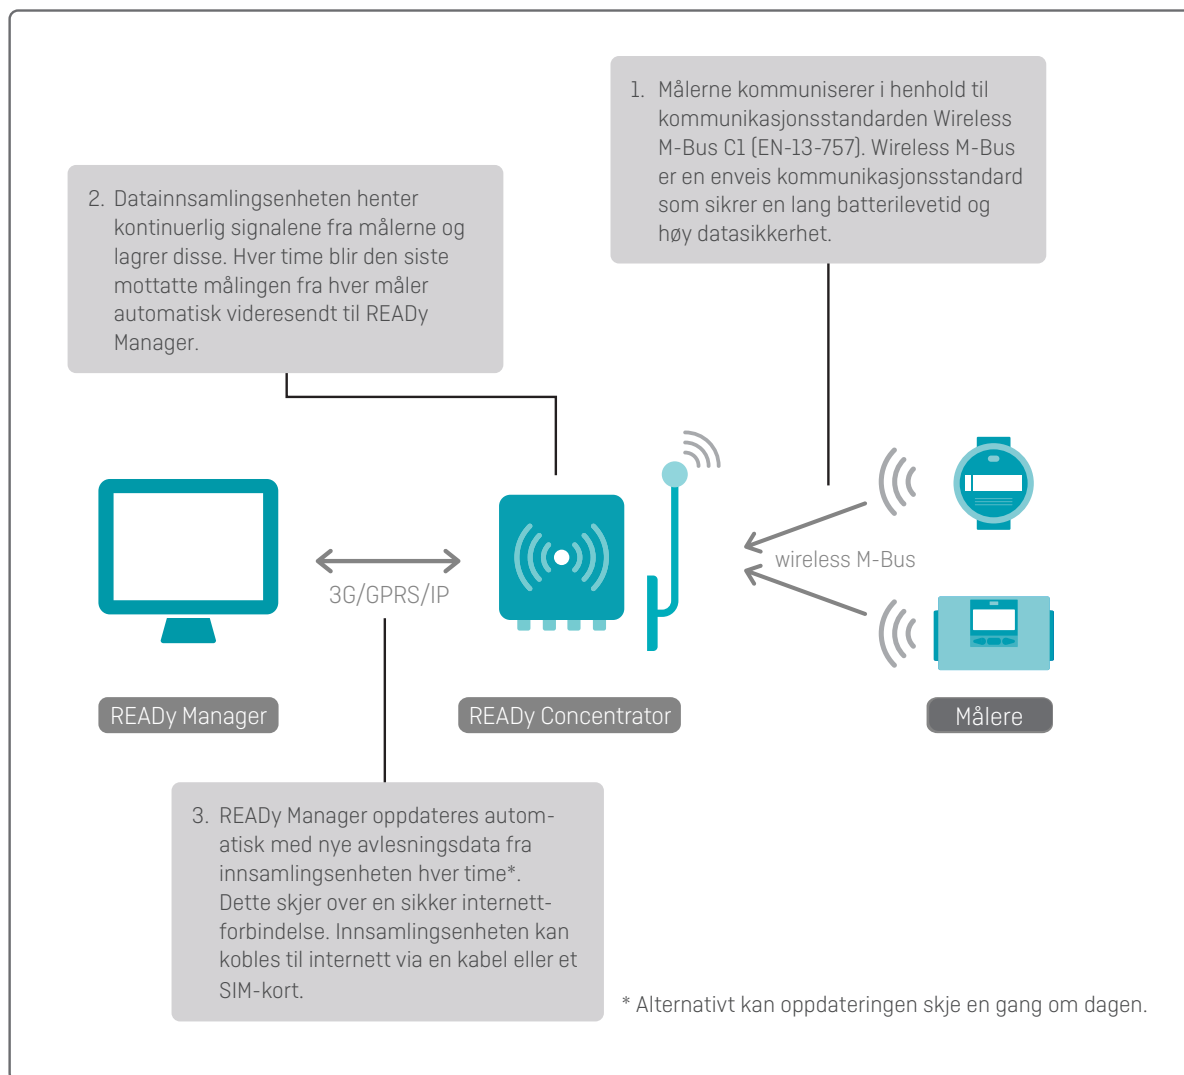 1. Målerne kommuniserer i henhold til
kommunikasjonsstandarden Wireless
M-Bus C1 (EN-13-757). Wireless M-Bus
er en enveis kommunikasjonsstandard
som sikrer en lang batterilevetid og
høy datasikkerhet.
2. Datainnsamlingsenheten henter
kontinuerlig signalene fra målerne og
lagrer disse. Hver time blir den siste
mottatte målingen fra hver måler
automatisk videresendt til READy
Manager.
wireless M-Bus
3G/GPRS/IP
READy Manager
READy Concentrator
Målere
3. READy Manager oppdateres autom-
atisk med nye avlesningsdata fra
innsamlingsenheten hver time*.
Dette skjer over en sikker internett-
forbindelse. Innsamlingsenheten kan
kobles til internett via en kabel eller et
SIM-kort.
* Alternativt kan oppdateringen skje en gang om dagen.